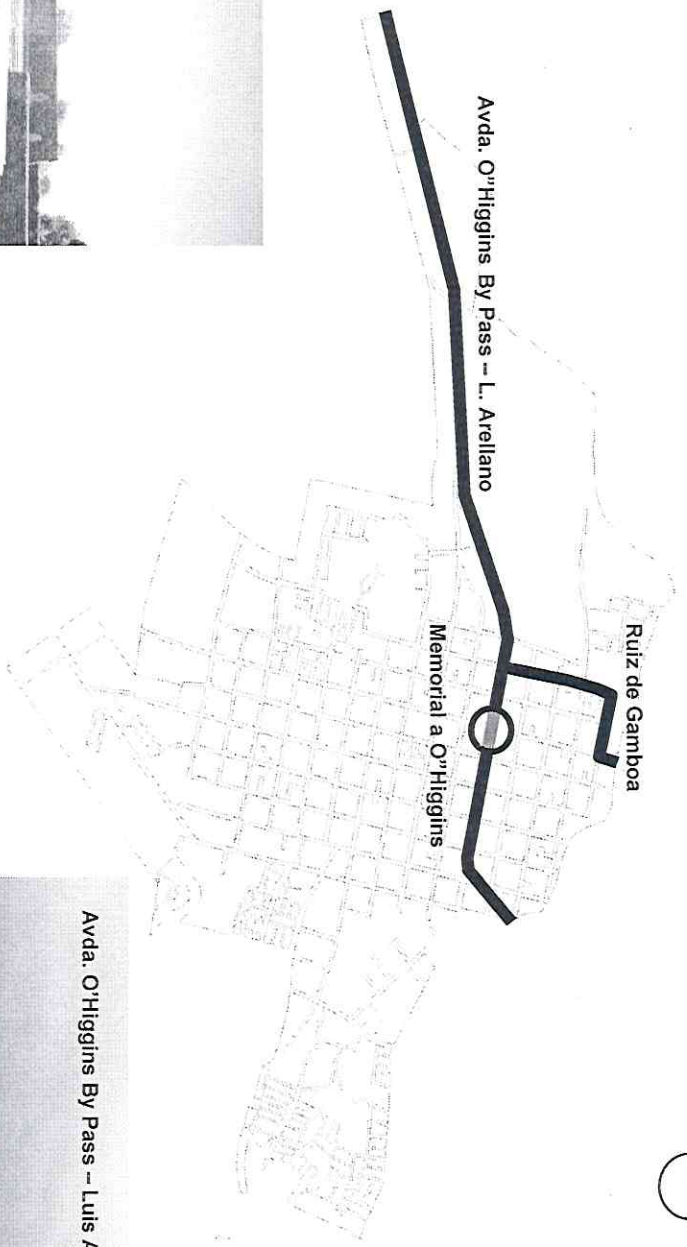 Ruiz de Gamboa
Avda. O"Higgins By Pass – L. Arellano
Memorial a O"Higgins
Avda. O'Higgins By Pass – Luis A